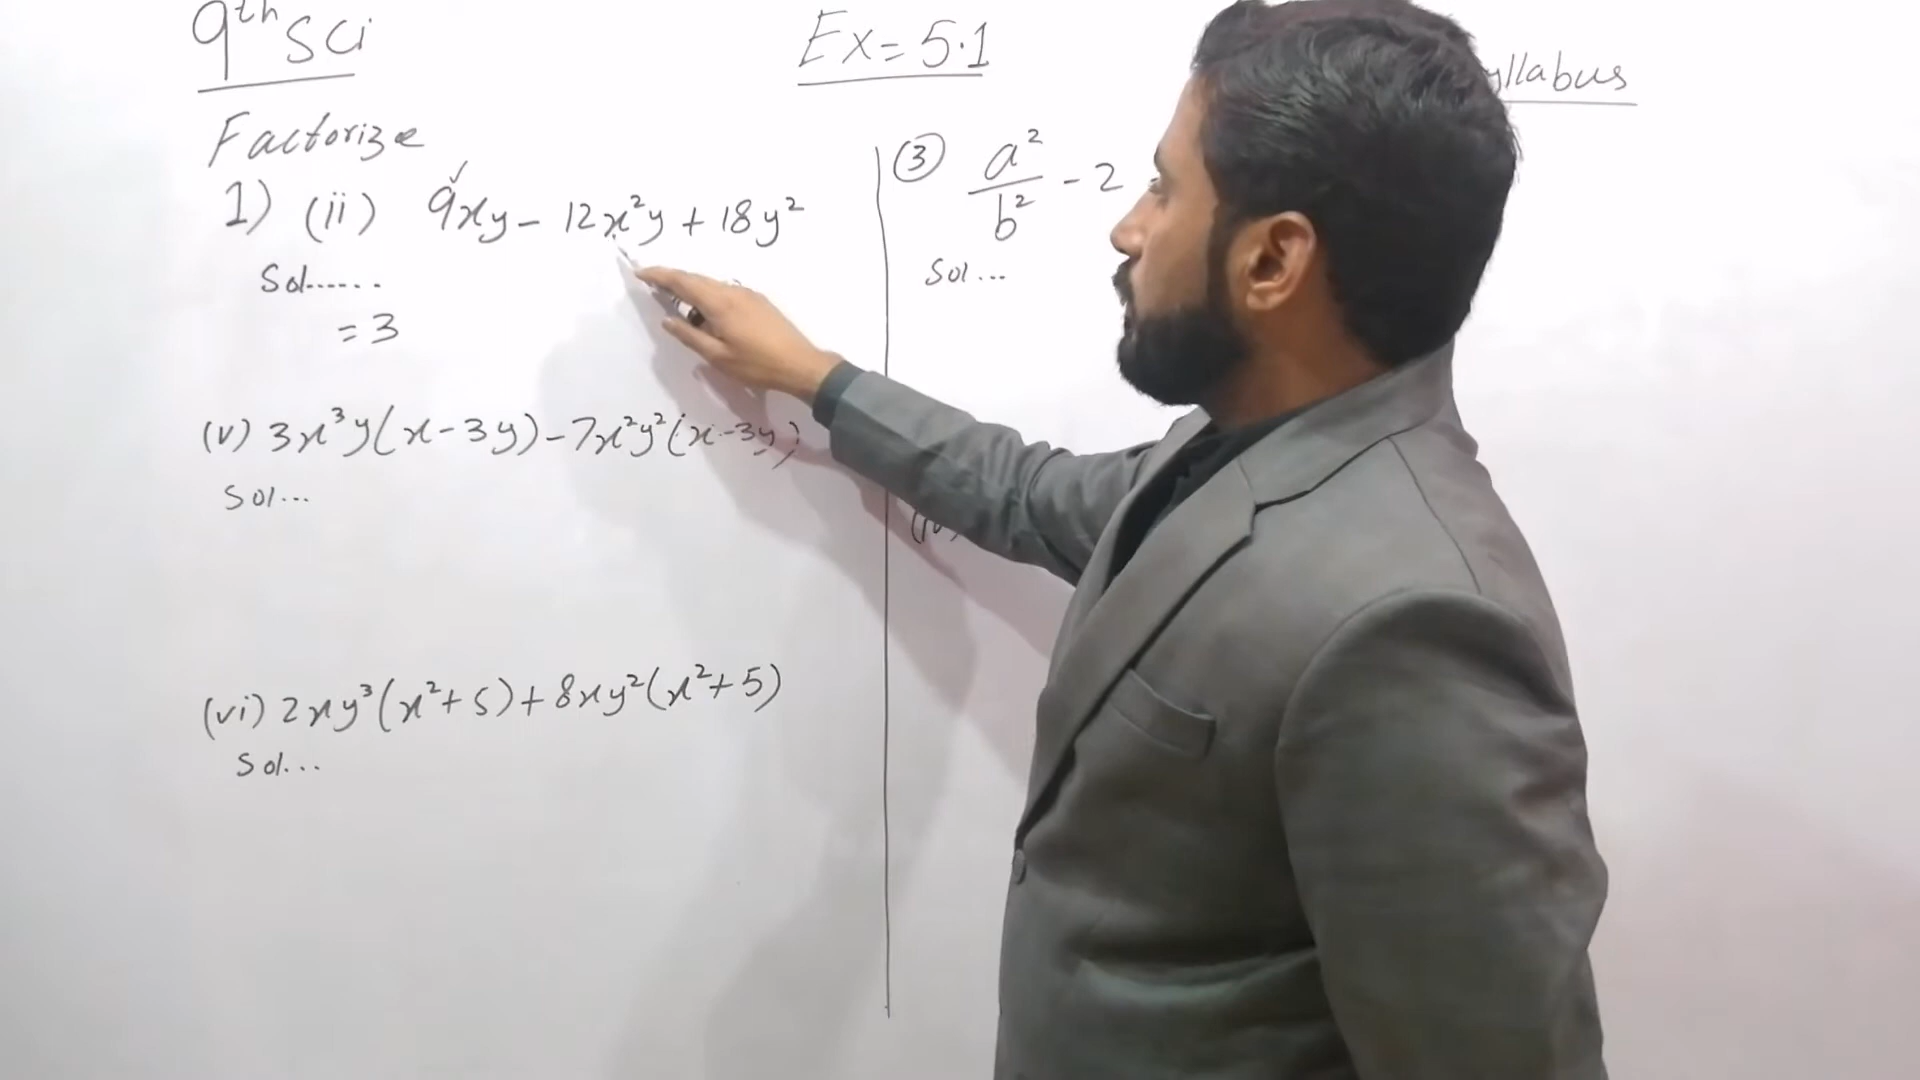 9th Sci
Ex = 5.1
Factorize
1) (ii) 9xy - 12x²y + 18y²
Sol......
= 3
(v) 3x³y(x-3y) - 7x²y²(x-3y)
Sol...
(vi) 2xy³(x²+5) + 8xy²(x²+5)
Sol...
③ a²/b² - 2
Sol...